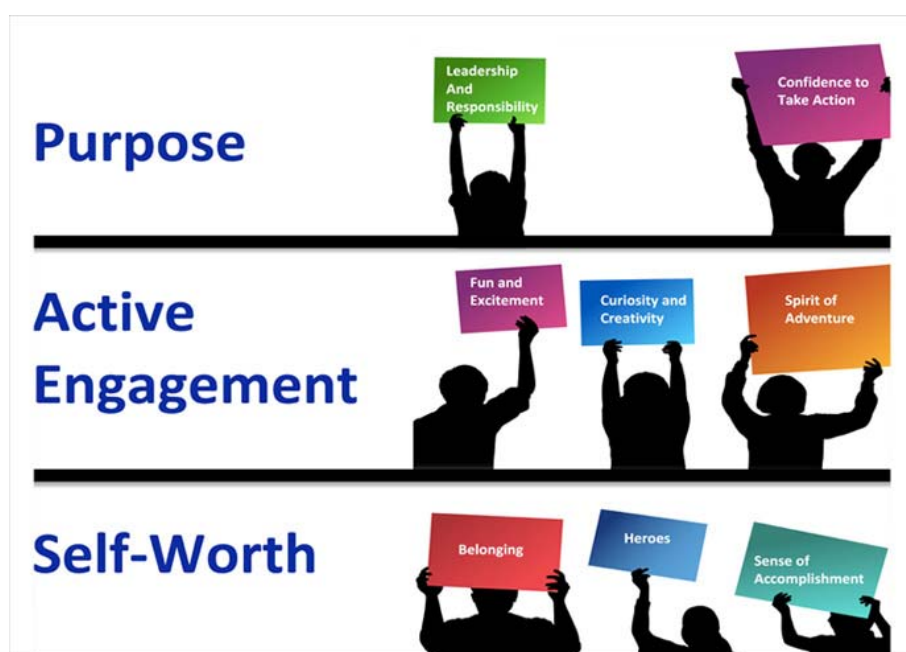 Purpose
Leadership
And
Responsibility
Confidence to
Take Action
Active
Engagement
Fun and
Excitement
Curiosity and
Creativity
Spirit of
Adventure
Self-Worth
Belonging
Heroes
Sense of
Accomplishment